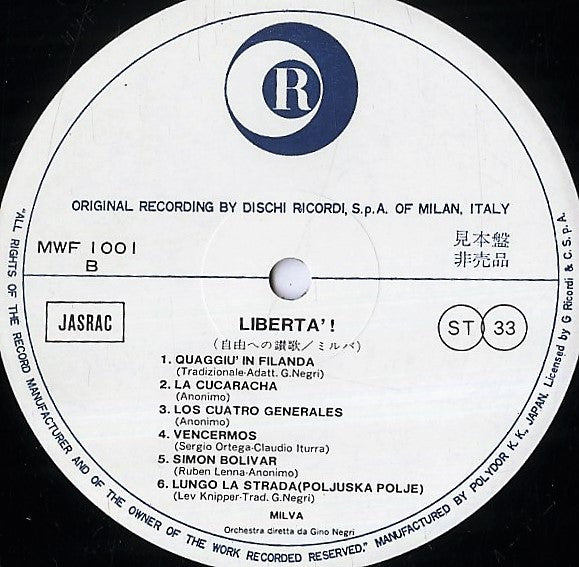 R
ORIGINAL RECORDING BY DISCHI RICORDI, S.p.A. OF MILAN, ITALY
MWF 1001
B
見本盤
非売品
JASRAC
ST 33
LIBERTA'!
(自由への讃歌/ミルバ)
1. QUAGGIU' IN FILANDA
(Tradizionale-Adatt. G.Negri)
2. LA CUCARACHA
(Anonimo)
3. LOS CUATRO GENERALES
(Anonimo)
4. VENCERMOS
(Sergio Ortega-Claudio Iturra)
5. SIMON BOLIVAR
(Ruben Lenna-Anonimo)
6. LUNGO LA STRADA(POLJUSKA POLJE)
(Lev Knipper-Trad. G.Negri)
MILVA
Orchestra diretta da Gino Negri
"ALL RIGHTS OF THE RECORD MANUFACTURER AND OF THE OWNER OF THE WORK RECORDED RESERVED." MANUFACTURED BY POLYDOR K. K., JAPAN. Licensed by G Ricordi & C. S. p. A.